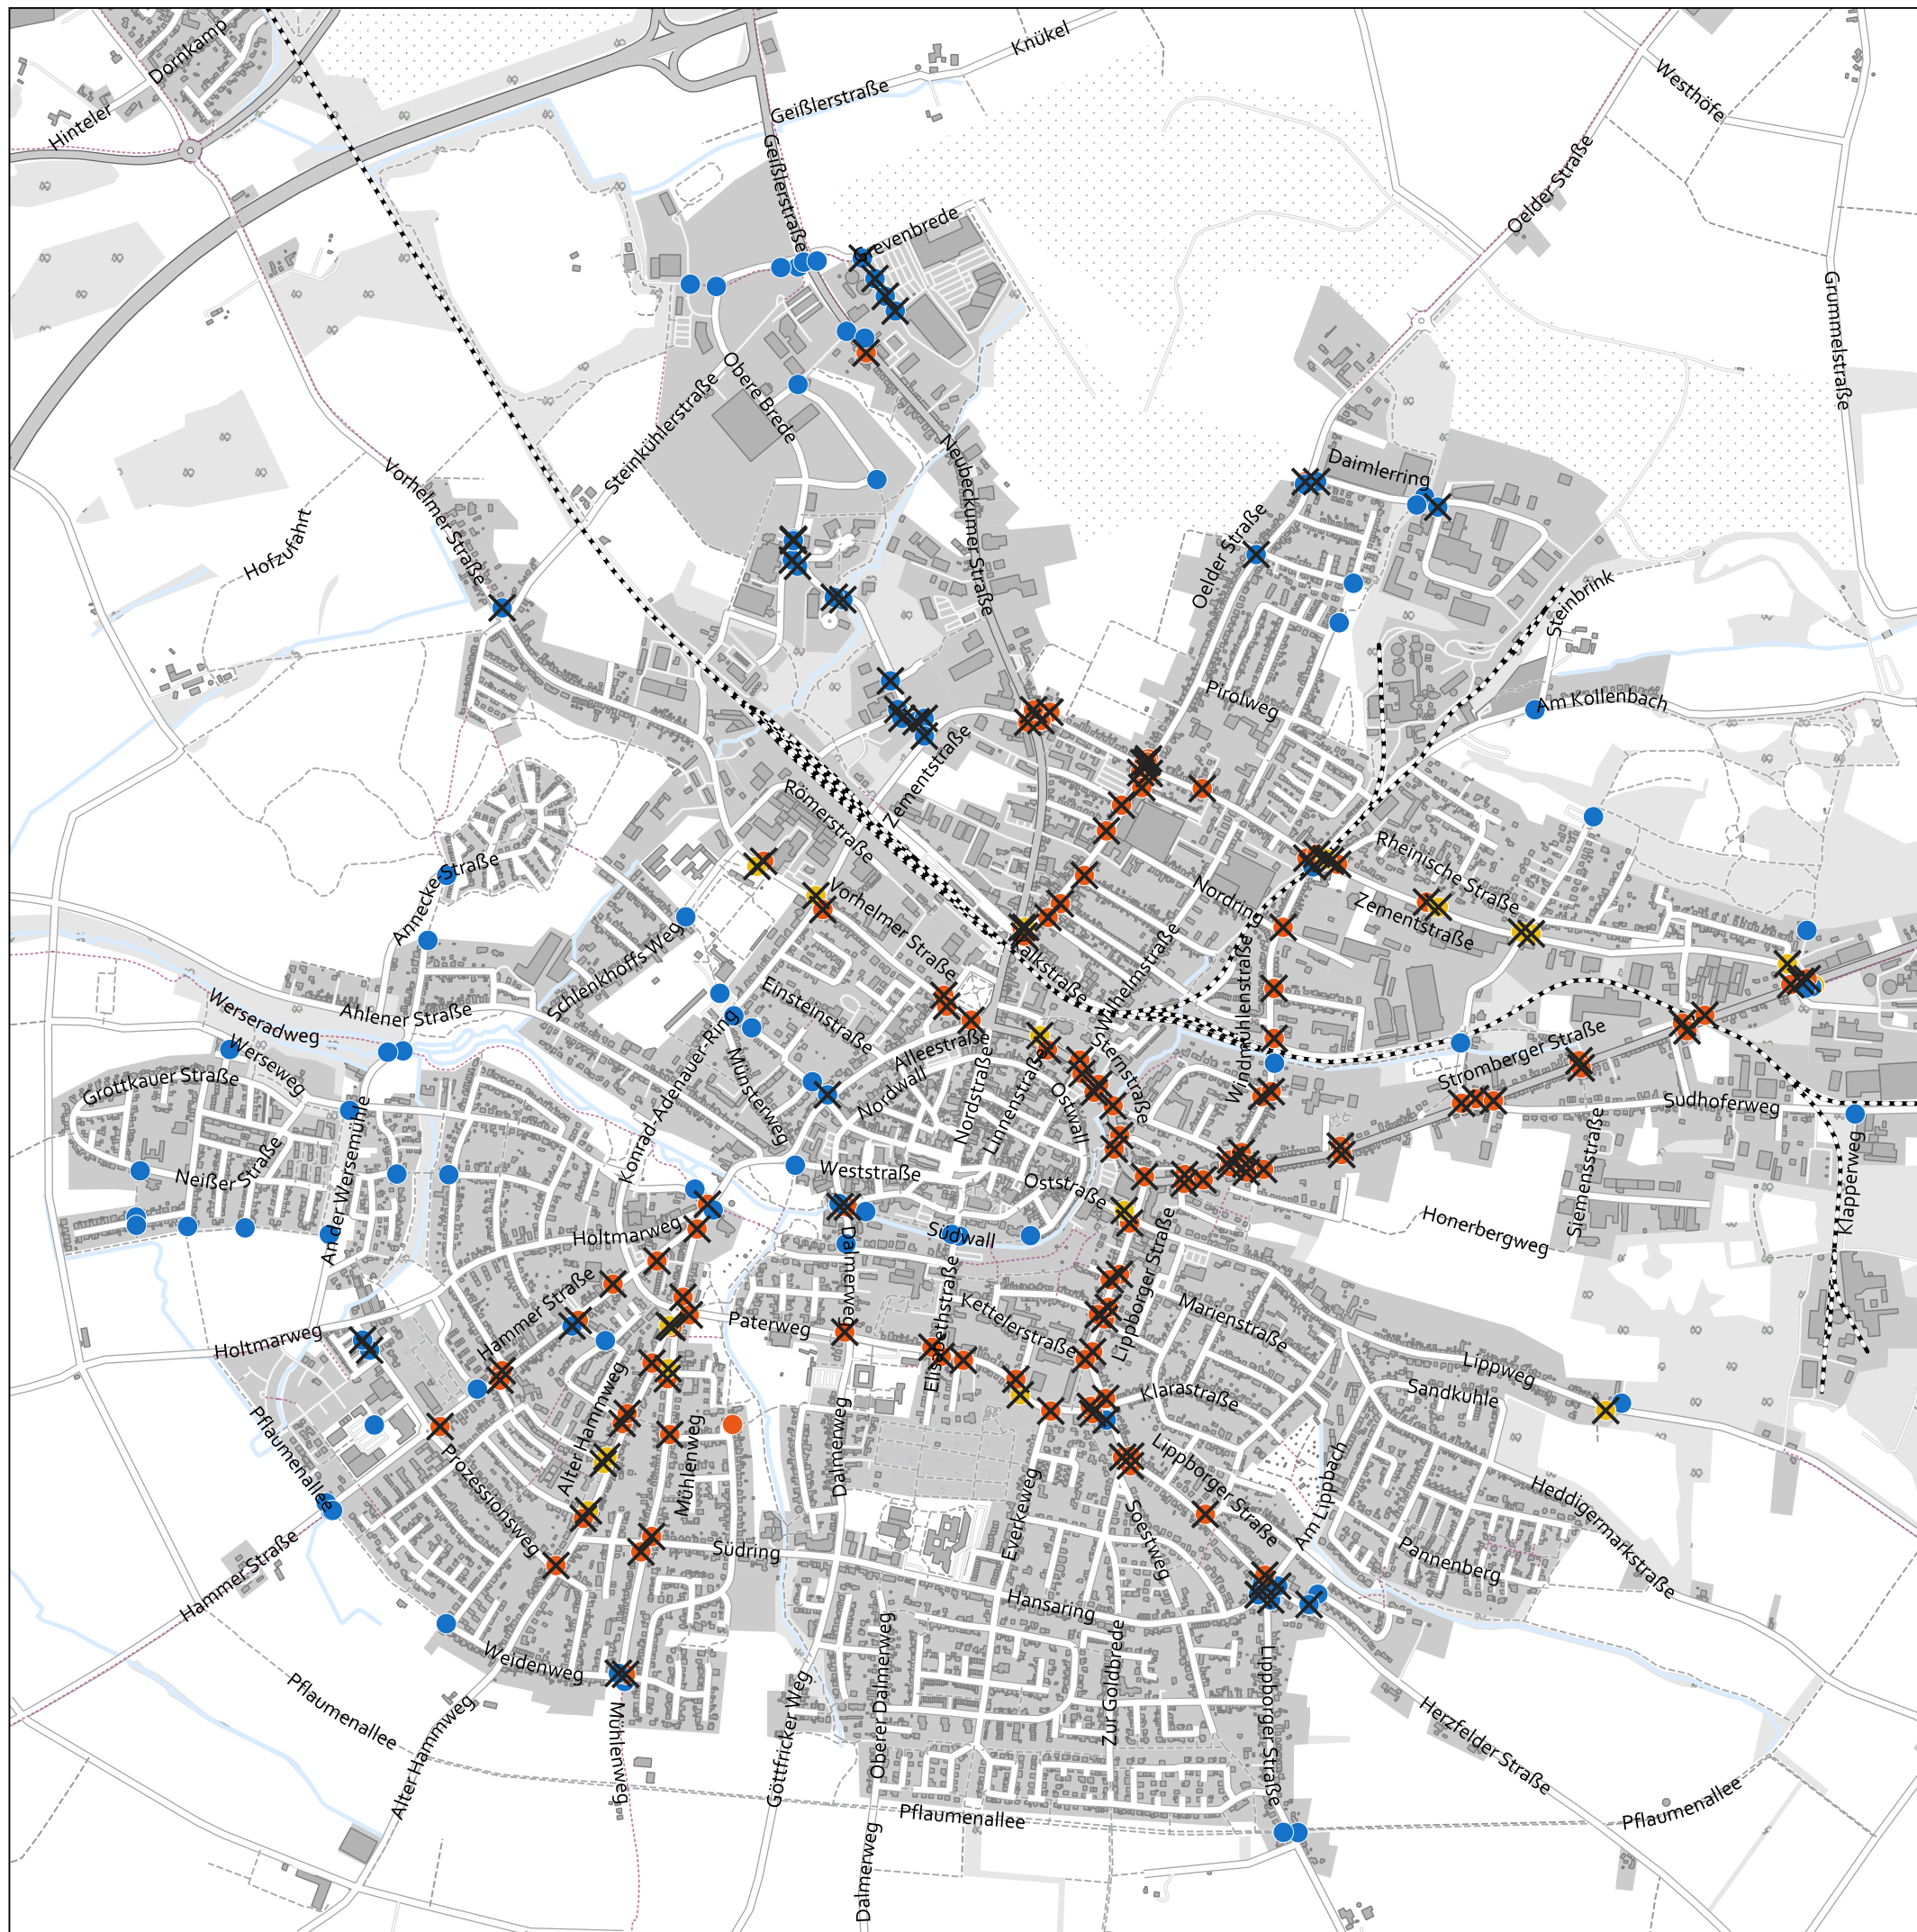 Dornkamp
Knükel
Hinteler
Geißlerstraße
Westhöfe
Geißlerstraße
Oelder Straße
Grevenbrede
Grummelstraße
Obere Brede
Steinkühlerstraße
Neubeckumer Straße
Vorhelmer Straße
Daimlerring
Hofzufahrt
Oelder Straße
Steinbrink
Pirolweg
Am Kollenbach
Zementstraße
Römerstraße
Rheinische Straße
Annecke-Straße
Vorhelmer Straße
Nordring
Zementstraße
Schlenkhoffs Weg
Wilhelmstraße
Windmühlenstraße
Werseradweg
Ahlener Straße
Einsteinstraße
Konrad-Adenauer-Ring
Werseweg
Alleestraße
Sternstraße
Stromberger Straße
Grottkauer Straße
Münsterweg
Nordwall
Nordstraße
Linnenstraße
Ostwall
Sudhoferweg
Siemensstraße
Klapperweg
Neißer Straße
An der Wersemühle
Weststraße
Oststraße
Holtmarweg
Südwall
Honerbergweg
Hammer Straße
Dalmerweg
Elisabethstraße
Lippborger Straße
Holtmarweg
Paterweg
Kettelerstraße
Marienstraße
Lippweg
Sandkuhle
Klarastraße
Pflaumenallee
Prozessionsweg
Alter Hammweg
Mühlenweg
Dalmerweg
Everkeweg
Lippborger Straße
Soestweg
Am Lippbach
Heddigermarkstraße
Hammer Straße
Südring
Pannenberg
Hansaring
Weidenweg
Pflaumenallee
Alter Hammweg
Mühlenweg
Göttfricker Weg
Oberer Dalmerweg
Zur Goldbrede
Lippborger Straße
Herzfelder Straße
Pflaumenallee
Pflaumenallee
Dalmerweg